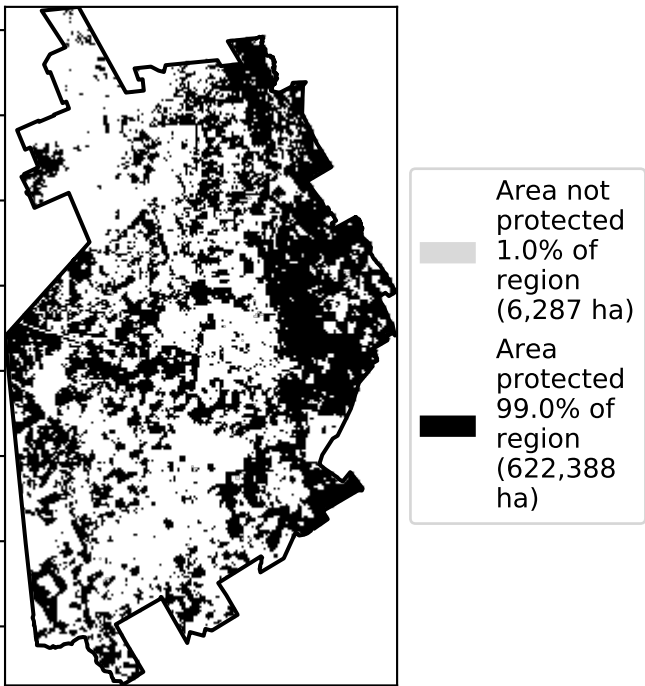 Area not
protected
1.0% of
region
(6,287 ha)
Area
protected
99.0% of
region
(622,388
ha)